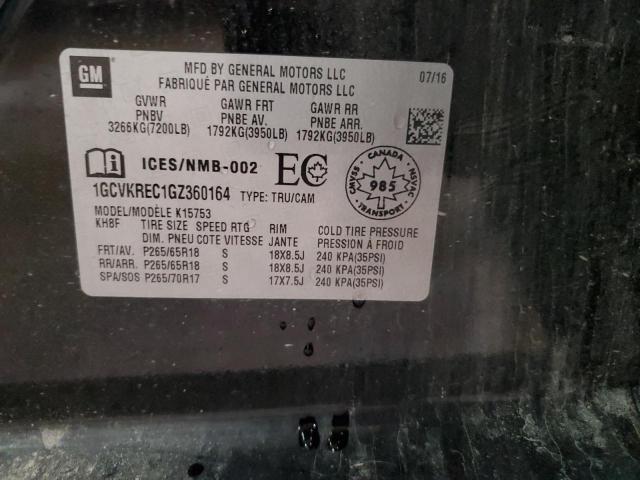 GM
MFD BY GENERAL MOTORS LLC 07/16
FABRIQUÉ PAR GENERAL MOTORS LLC
GVWR GAWR FRT GAWR RR
PNBV PNBE AV. PNBE ARR.
3266KG(7200LB) 1792KG(3950LB) 1792KG(3950LB)
ICES/NMB-002 EC
CANADA
CMVSS 985 NSVAC
TRANSPORT
1GCVKREC1GZ360164 TYPE: TRU/CAM
MODEL/MODÈLE K15753
KH8F TIRE SIZE SPEED RTG RIM COLD TIRE PRESSURE
DIM. PNEU COTE VITESSE JANTE PRESSION À FROID
FRT/AV. P265/65R18 S 18X8.5J 240 KPA(35PSI)
RR/ARR. P265/65R18 S 18X8.5J 240 KPA(35PSI)
SPA/SOS P265/70R17 S 17X7.5J 240 KPA(35PSI)